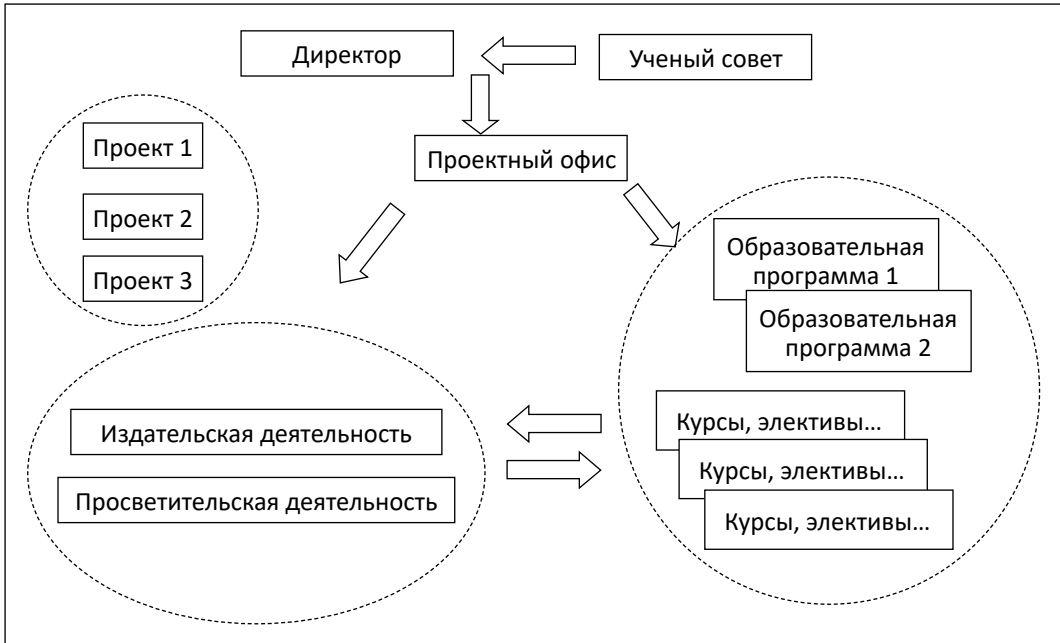 Директор
Ученый совет
Проектный офис
Проект 1
Проект 2
Проект 3
Образовательная
программа 1
Образовательная
программа 2
Издательская деятельность
Просветительская деятельность
Курсы, элективы...
Курсы, элективы...
Курсы, элективы...